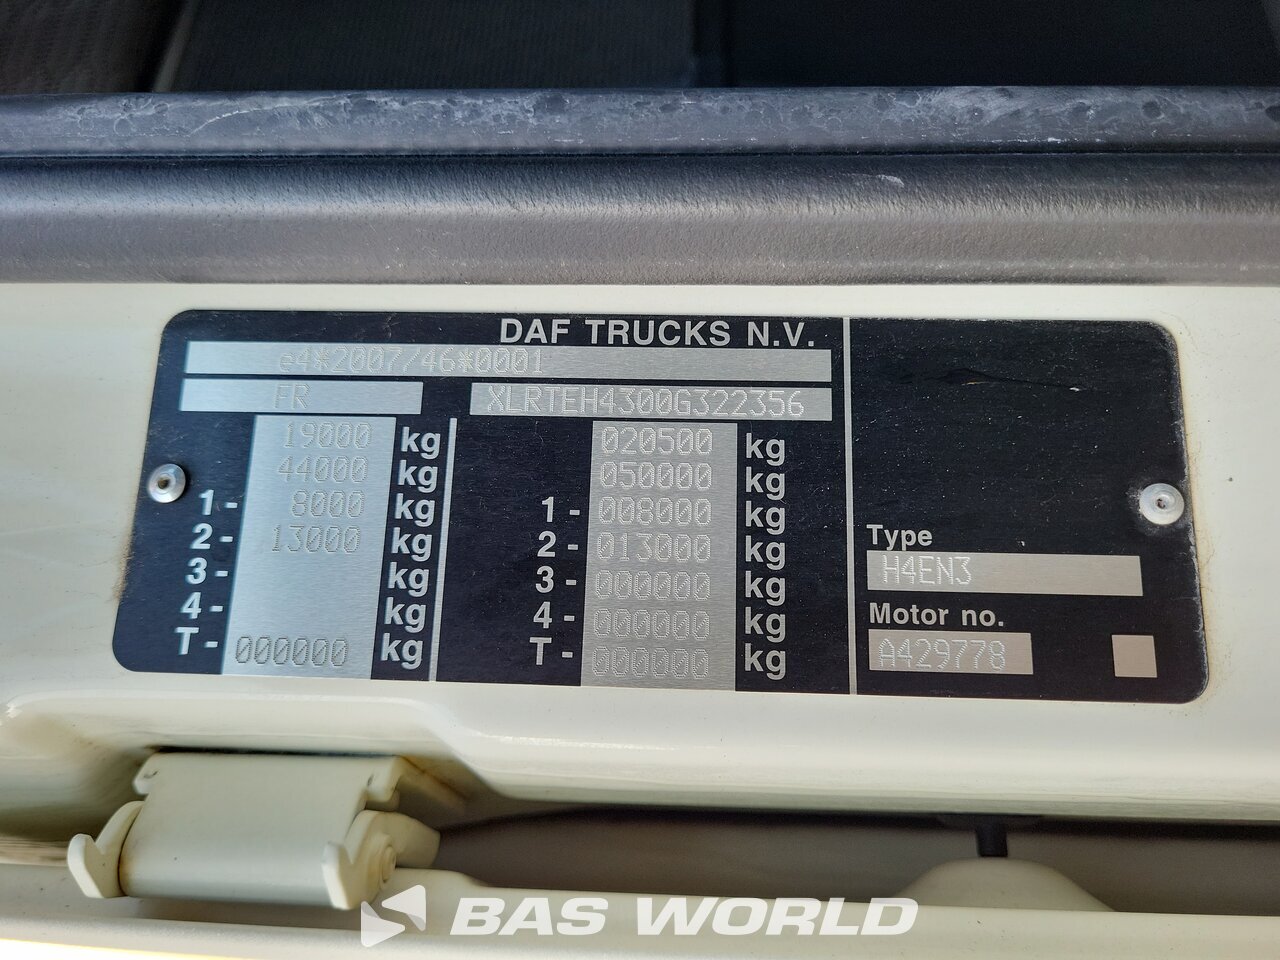 DAF TRUCKS N.V.
e4*2007/46*0001
FR XLRTEH4300G322356
19000 kg 020500 kg
44000 kg 050000 kg
1- 8000 kg 1- 008000 kg
2- 13000 kg 2- 013000 kg
3- kg 3- 000000 kg
4- kg 4- 000000 kg
T- 000000 kg T- 000000 kg
Type
H4EN3
Motor no.
A429778
BAS WORLD